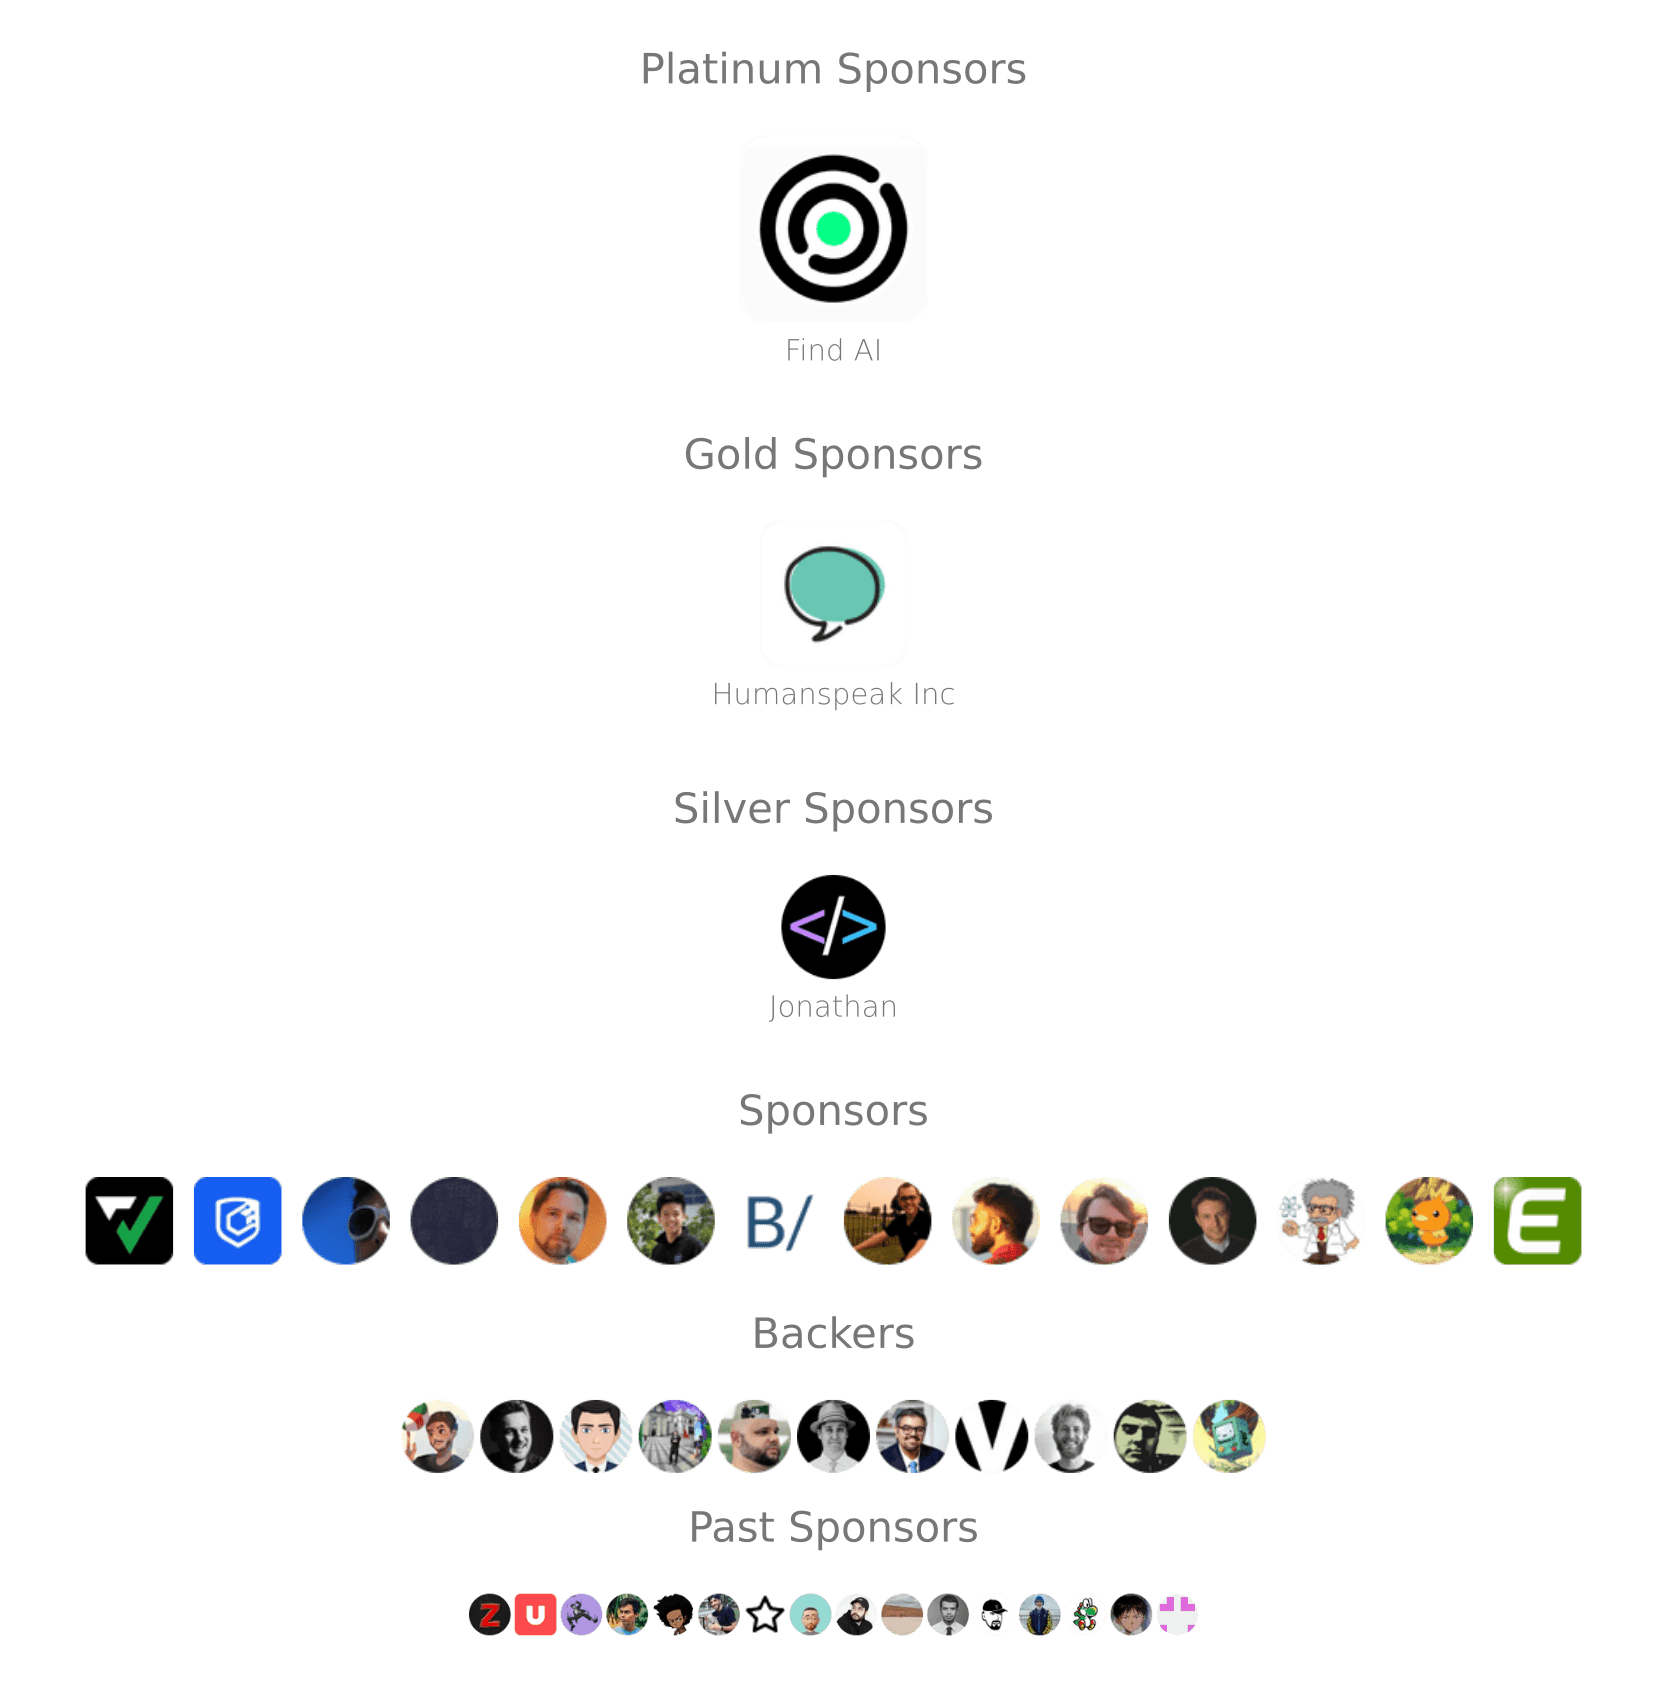 Platinum Sponsors
Find AI
Gold Sponsors
Humanspeak Inc
Silver Sponsors
</>
Jonathan
Sponsors
B/
E
Backers
V
Past Sponsors
Z
U